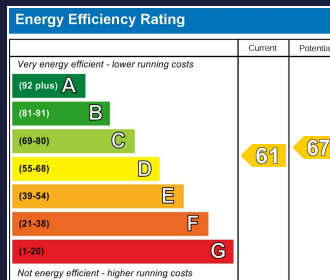 Energy Efficiency Rating
Current Potentia
Very energy efficient - lower running costs
(92 plus) A
(81-91) B
(69-80) C
(55-68) D
61 67
(39-54) E
(21-38) F
(1-20) G
Not energy efficient - higher running costs